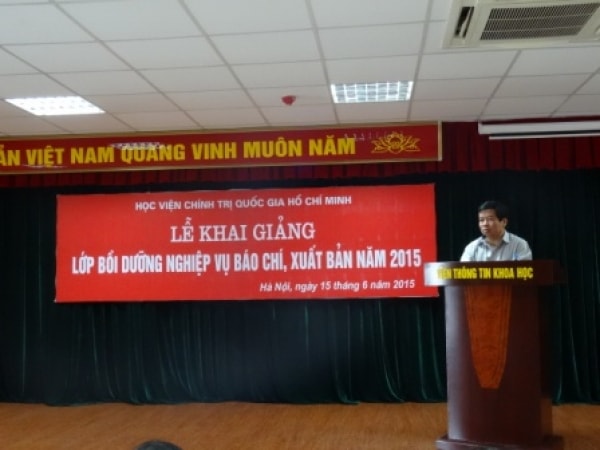 ẢN VIỆT NAM QUANG VINH MUÔN NĂM
HỌC VIỆN CHÍNH TRỊ QUỐC GIA HỒ CHÍ MINH
LỄ KHAI GIẢNG
LỚP BỒI DƯỠNG NGHIỆP VỤ BÁO CHÍ, XUẤT BẢN NĂM 2015
Hà Nội, ngày 15 tháng 6 năm 2015
VIỆN THÔNG TIN KHOA HỌC